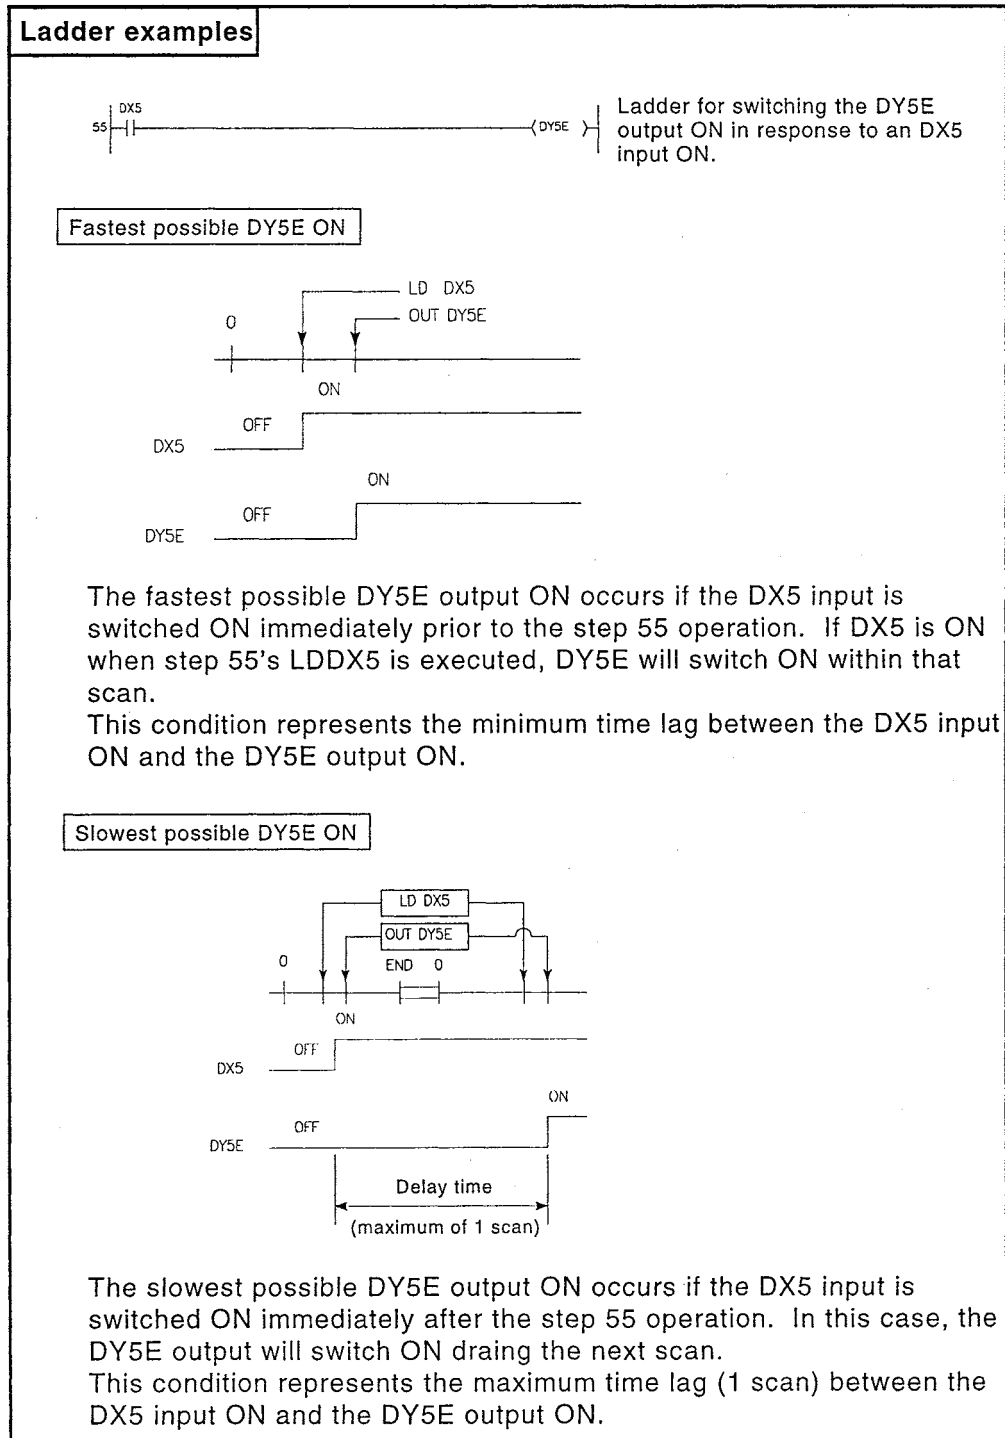 Ladder examples
DX5
55
DY5E
Ladder for switching the DY5E
output ON in response to an DX5
input ON.
Fastest possible DY5E ON
LD DX5
OUT DY5E
0
ON
OFF
DX5
ON
OFF
DY5E
The fastest possible DY5E output ON occurs if the DX5 input is
switched ON immediately prior to the step 55 operation. If DX5 is ON
when step 55's LDDX5 is executed, DY5E will switch ON within that
scan.
This condition represents the minimum time lag between the DX5 input
ON and the DY5E output ON.
Slowest possible DY5E ON
LD DX5
OUT DY5E
0
END 0
ON
OFF
DX5
ON
OFF
DY5E
Delay time
(maximum of 1 scan)
The slowest possible DY5E output ON occurs if the DX5 input is
switched ON immediately after the step 55 operation. In this case, the
DY5E output will switch ON draing the next scan.
This condition represents the maximum time lag (1 scan) between the
DX5 input ON and the DY5E output ON.